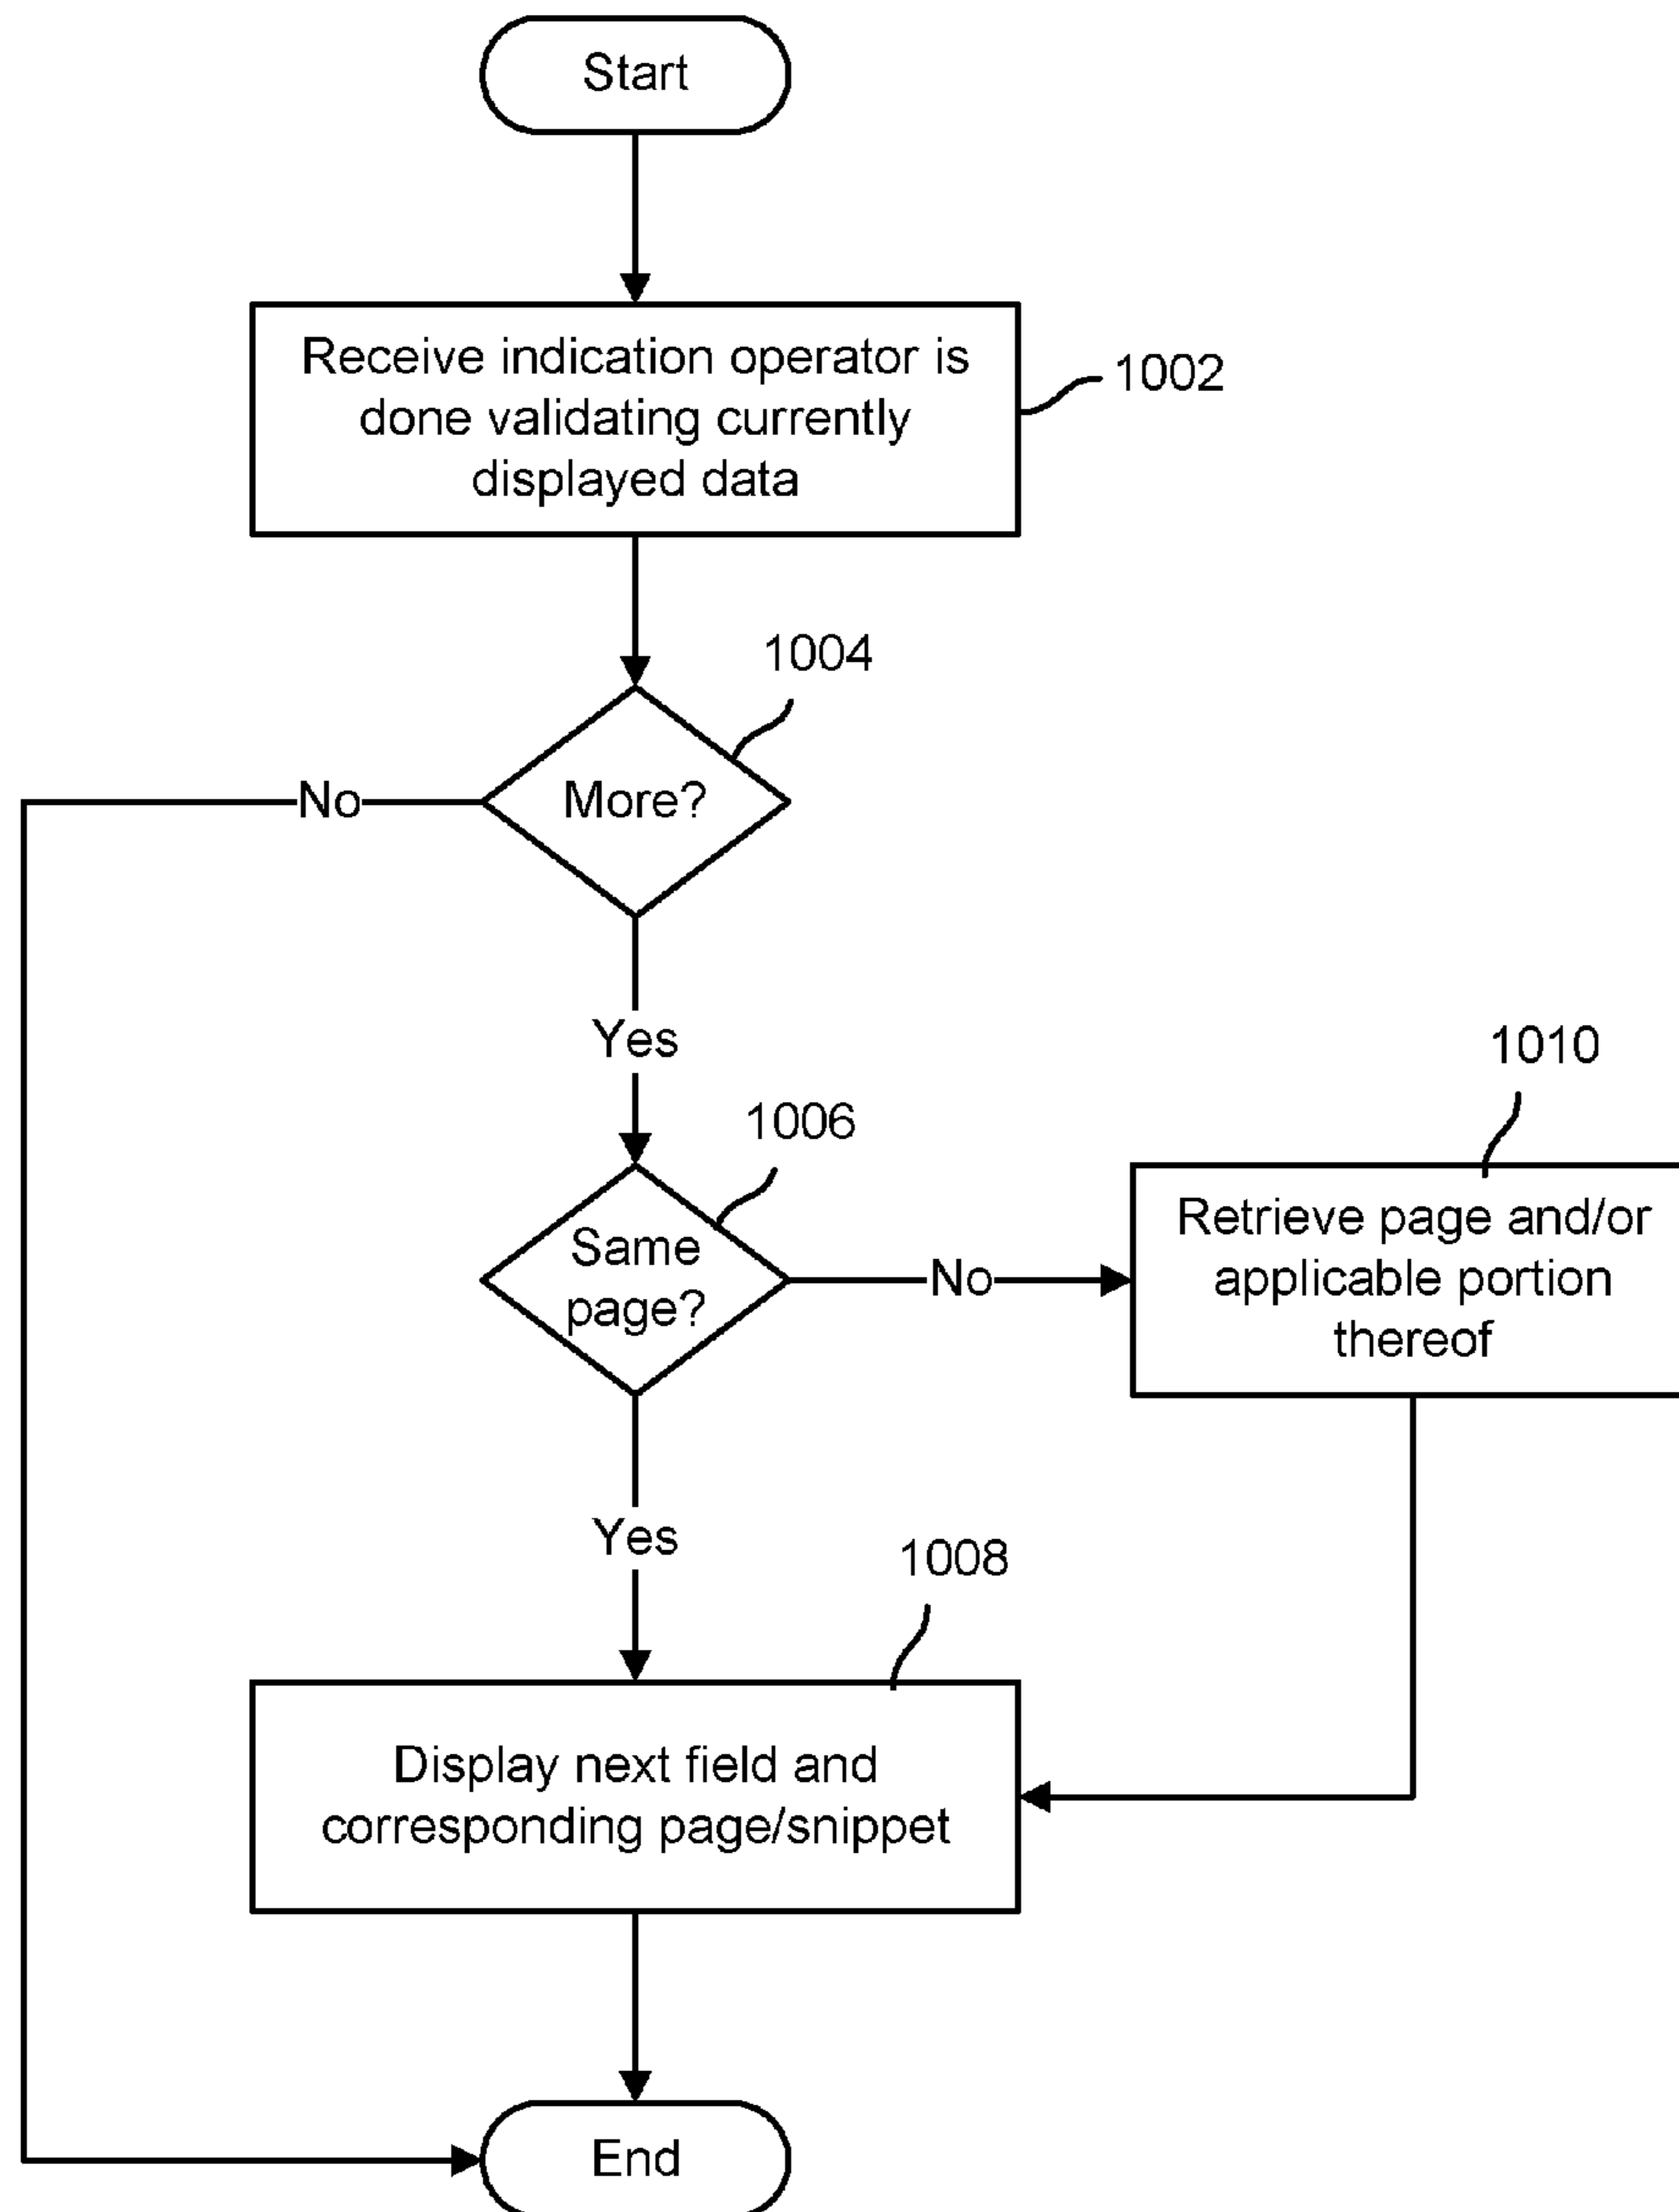 Start
Receive indication operator is
done validating currently
displayed data
1002
1004
More?
No
Yes
1006
Same
page?
No
1010
Retrieve page and/or
applicable portion
thereof
Yes
1008
Display next field and
corresponding page/snippet
End